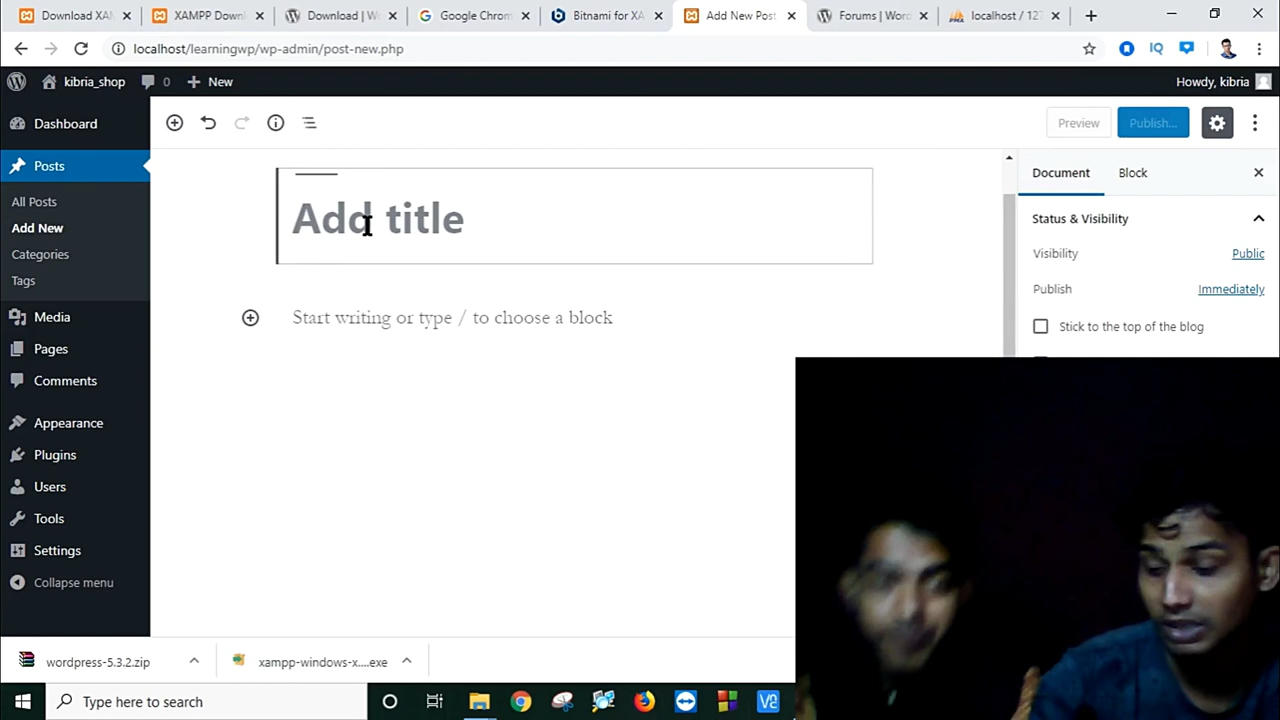 Download XAM
XAMPP Downl
Download | W
Google Chrom
Bitnami for XA
Add New Post
Forums | Word
localhost / 127
localhost/learningwp/wp-admin/post-new.php
IQ
kibria_shop
0
New
Howdy, kibria
Dashboard
Posts
All Posts
Add New
Categories
Tags
Media
Pages
Comments
Appearance
Plugins
Users
Tools
Settings
Collapse menu
Preview
Publish...
Add title
Start writing or type / to choose a block
Document
Block
Status & Visibility
Visibility
Public
Publish
Immediately
Stick to the top of the blog
wordpress-5.3.2.zip
xampp-windows-x....exe
Type here to search